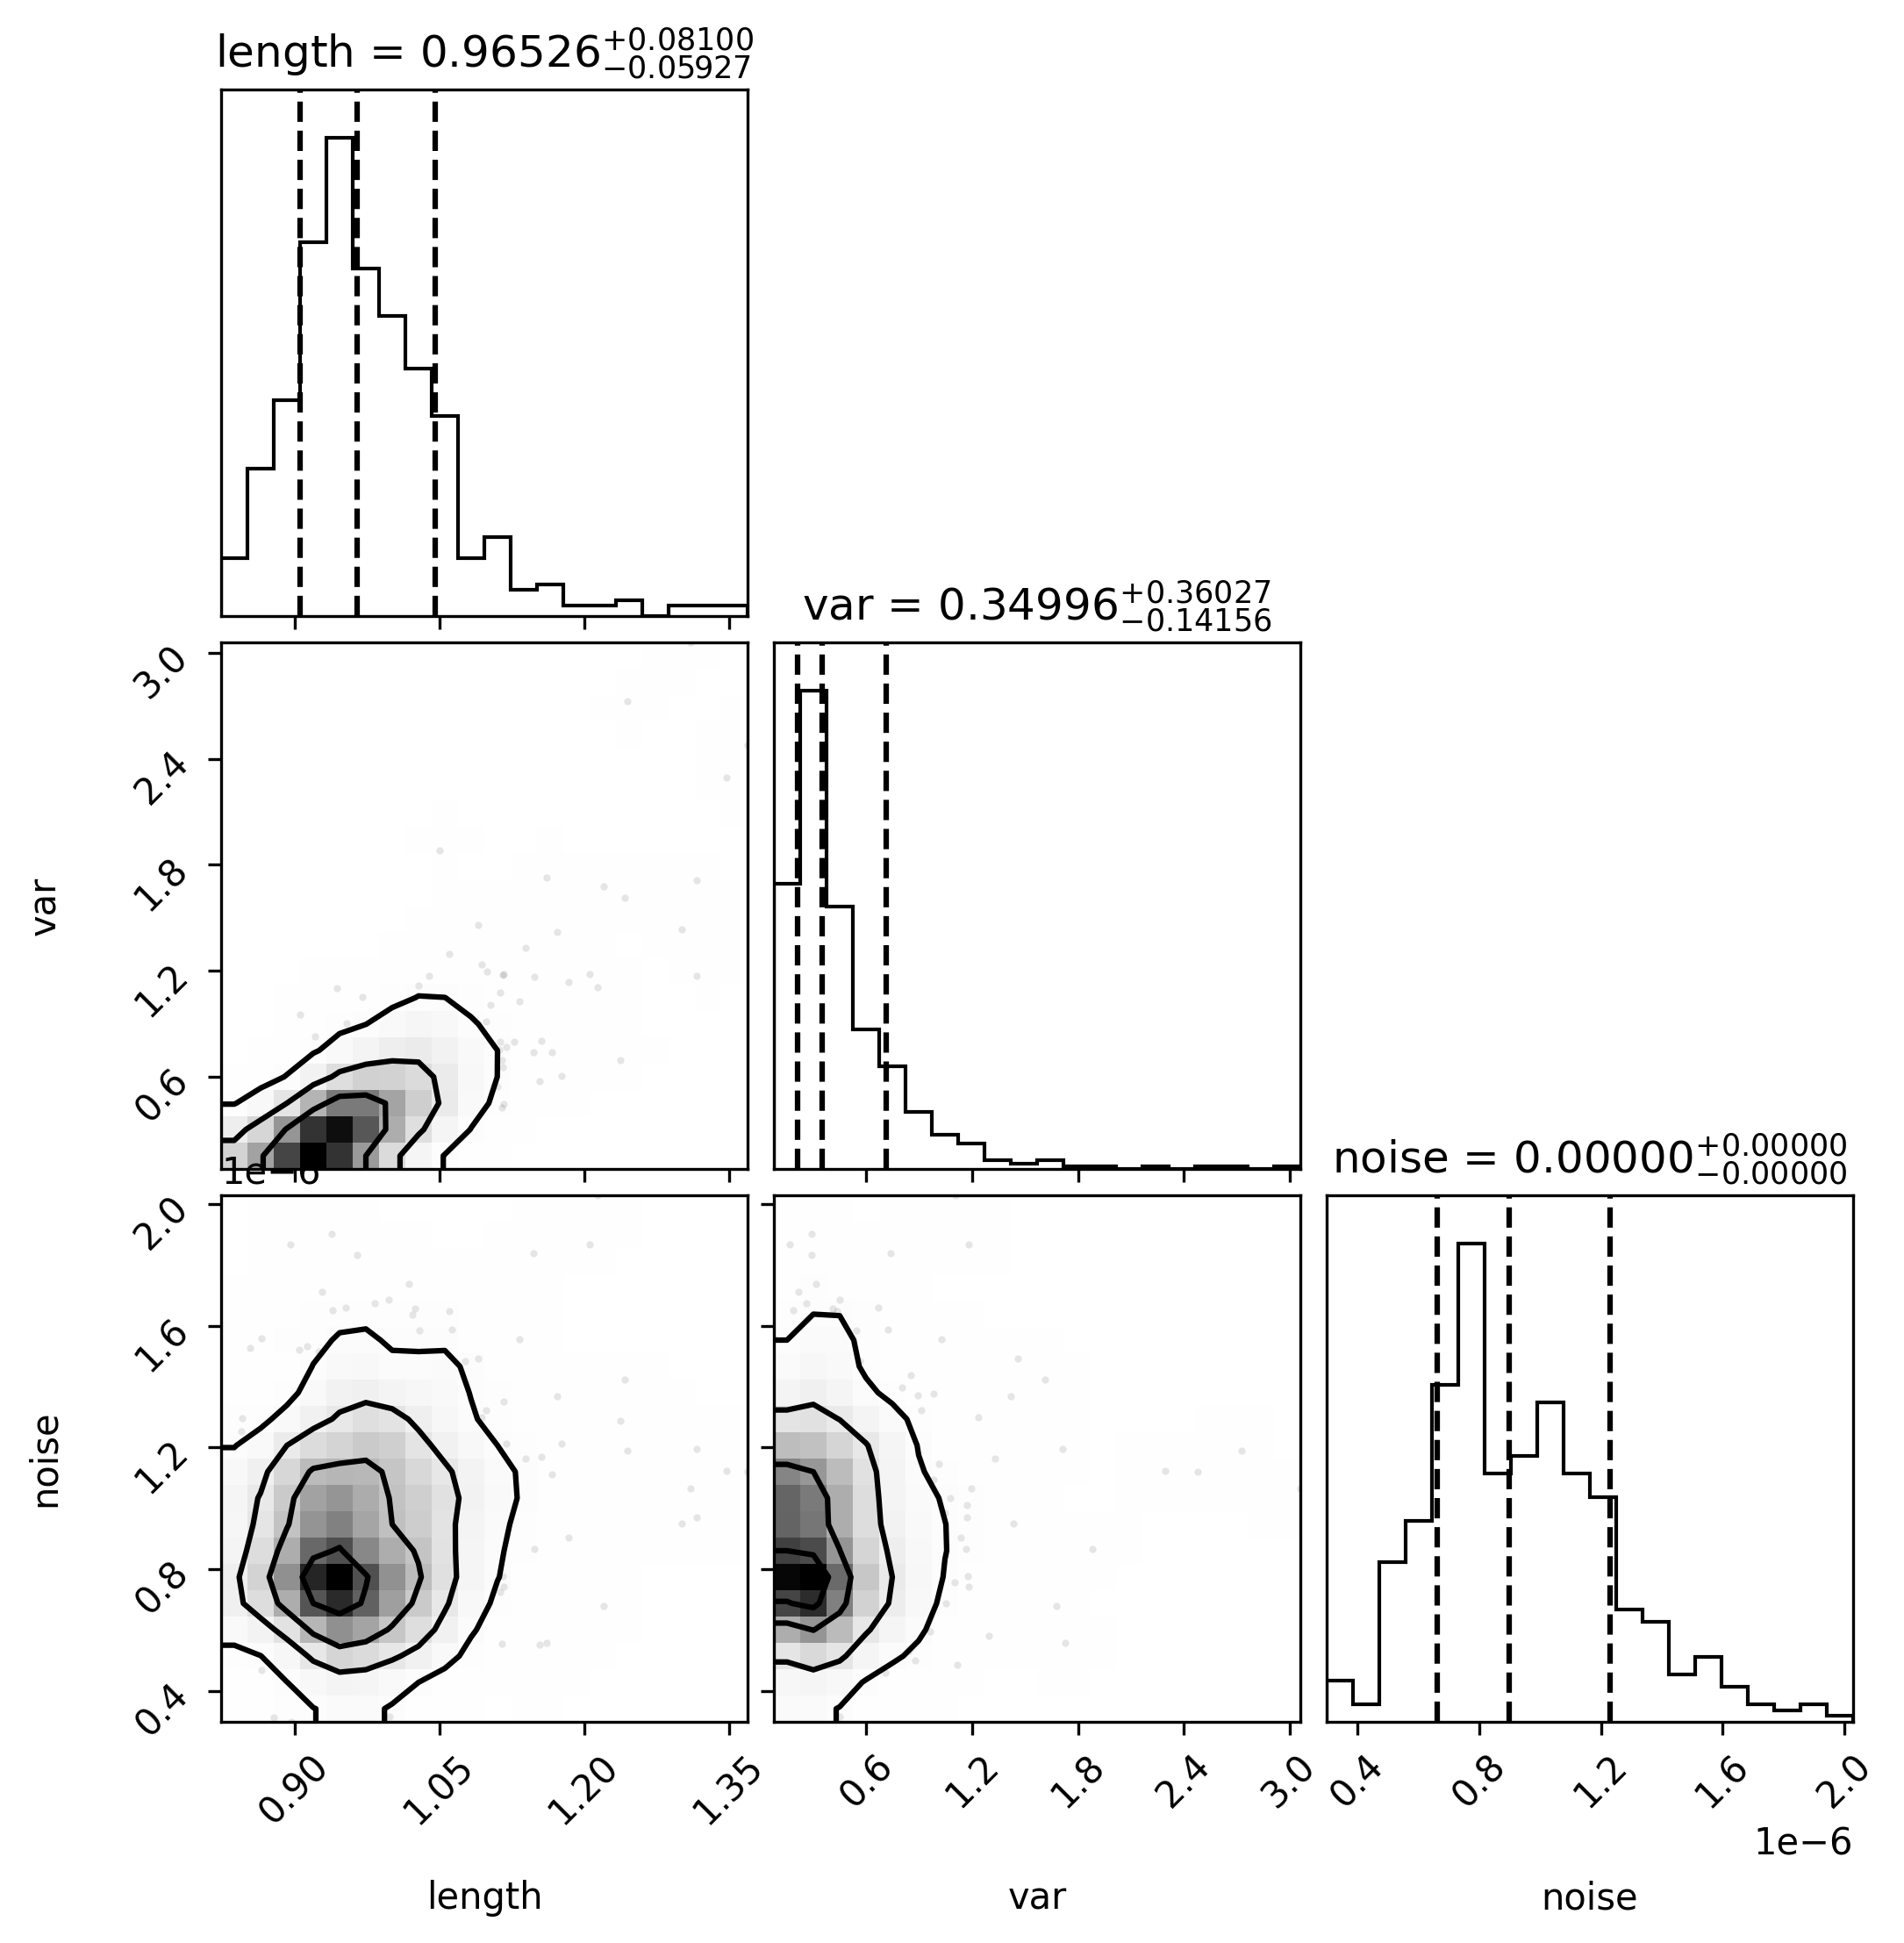 length = 0.96526 +0.08100 −0.05927
var = 0.34996 +0.36027 −0.14156
3.0
2.4
1.8
1.2
0.6
var
noise = 0.00000 +0.00000 −0.00000
1e−6
2.0
1.6
1.2
0.8
0.4
noise
0.90 1.05 1.20 1.35 0.6 1.2 1.8 2.4 3.0 0.4 0.8 1.2 1.6 2.0
1e−6
length var noise